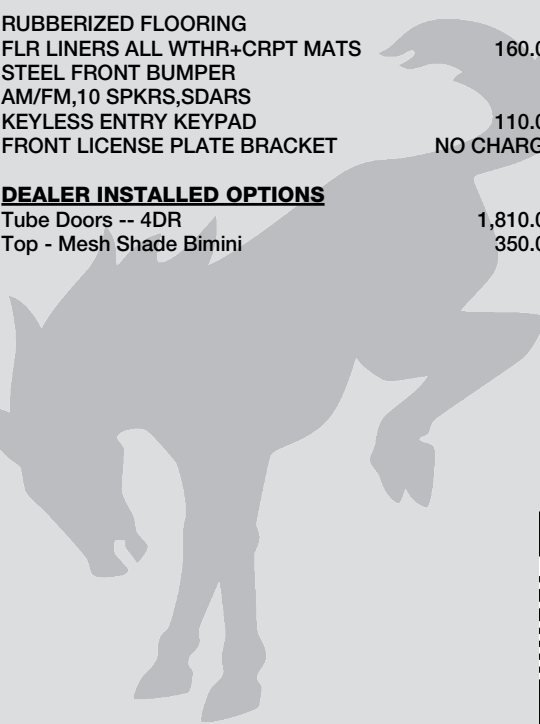 RUBBERIZED FLOORING
FLR LINERS ALL WTHR+CRPT MATS 160.0
STEEL FRONT BUMPER
AM/FM,10 SPKRS,SDARS
KEYLESS ENTRY KEYPAD 110.0
FRONT LICENSE PLATE BRACKET NO CHARG
DEALER INSTALLED OPTIONS
Tube Doors -- 4DR 1,810.0
Top - Mesh Shade Bimini 350.0